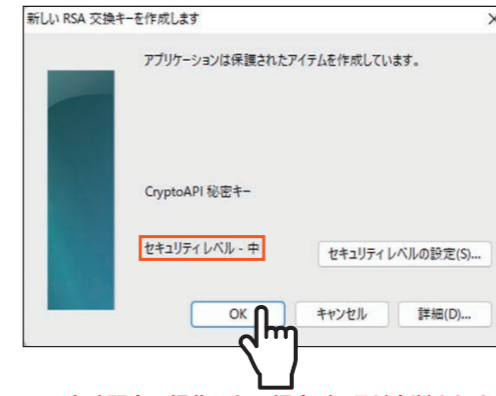 新しい RSA 交換キーを作成します
アプリケーションは保護されたアイテムを作成しています。
CryptoAPI 秘密キー
セキュリティ レベル - 中
セキュリティ レベルの設定(S)...
OK
キャンセル
詳細(D)...